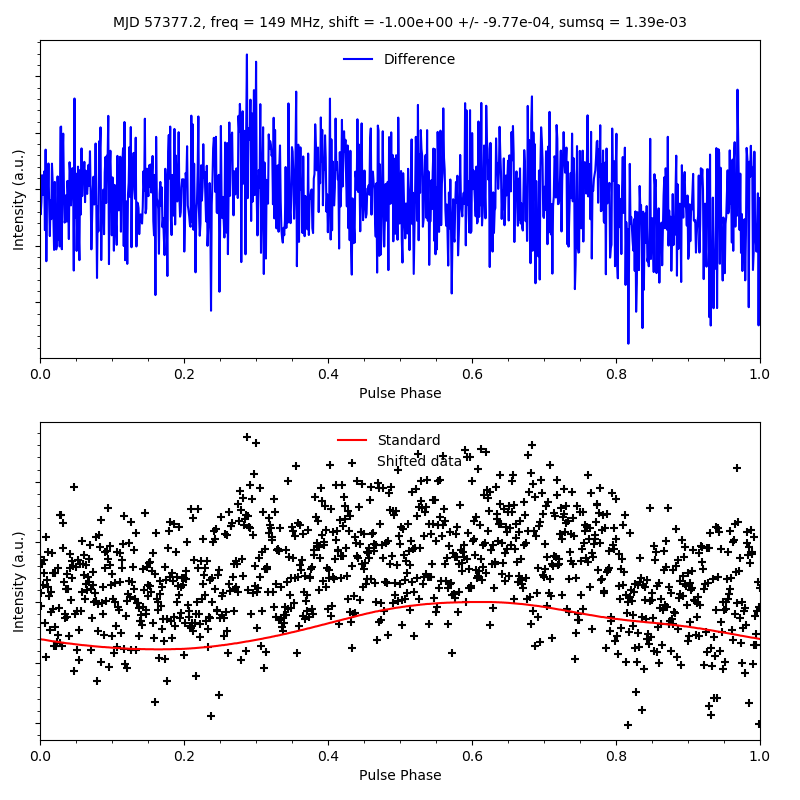 MJD 57377.2, freq = 149 MHz, shift = -1.00e+00 +/- -9.77e-04, sumsq = 1.39e-03
Difference
Intensity (a.u.)
0.0 0.2 0.4 0.6 0.8 1.0
Pulse Phase
Standard
Shifted data
Intensity (a.u.)
0.0 0.2 0.4 0.6 0.8 1.0
Pulse Phase